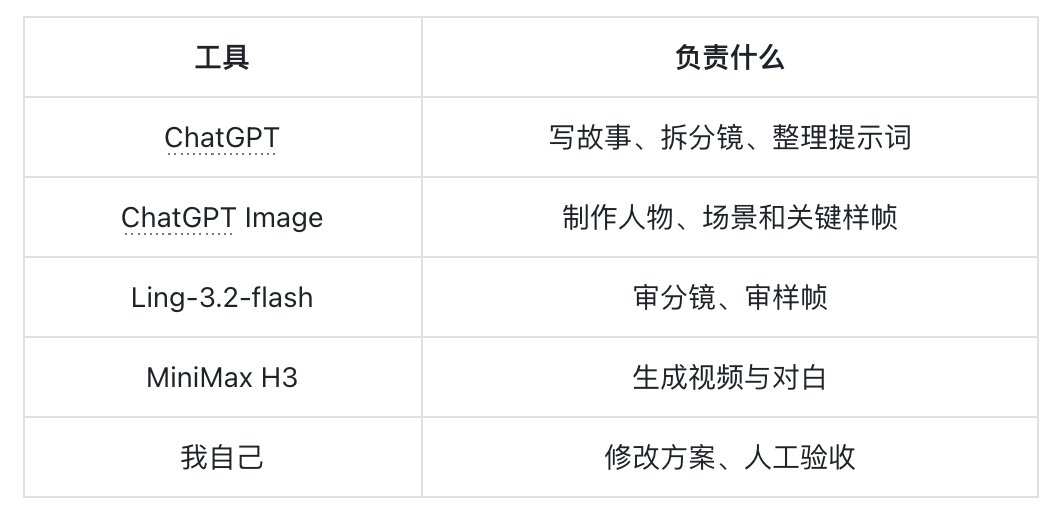 工具 负责什么
ChatGPT 写故事、拆分镜、整理提示词
ChatGPT Image 制作人物、场景和关键样帧
Ling-3.2-flash 审分镜、审样帧
MiniMax H3 生成视频与对白
我自己 修改方案、人工验收